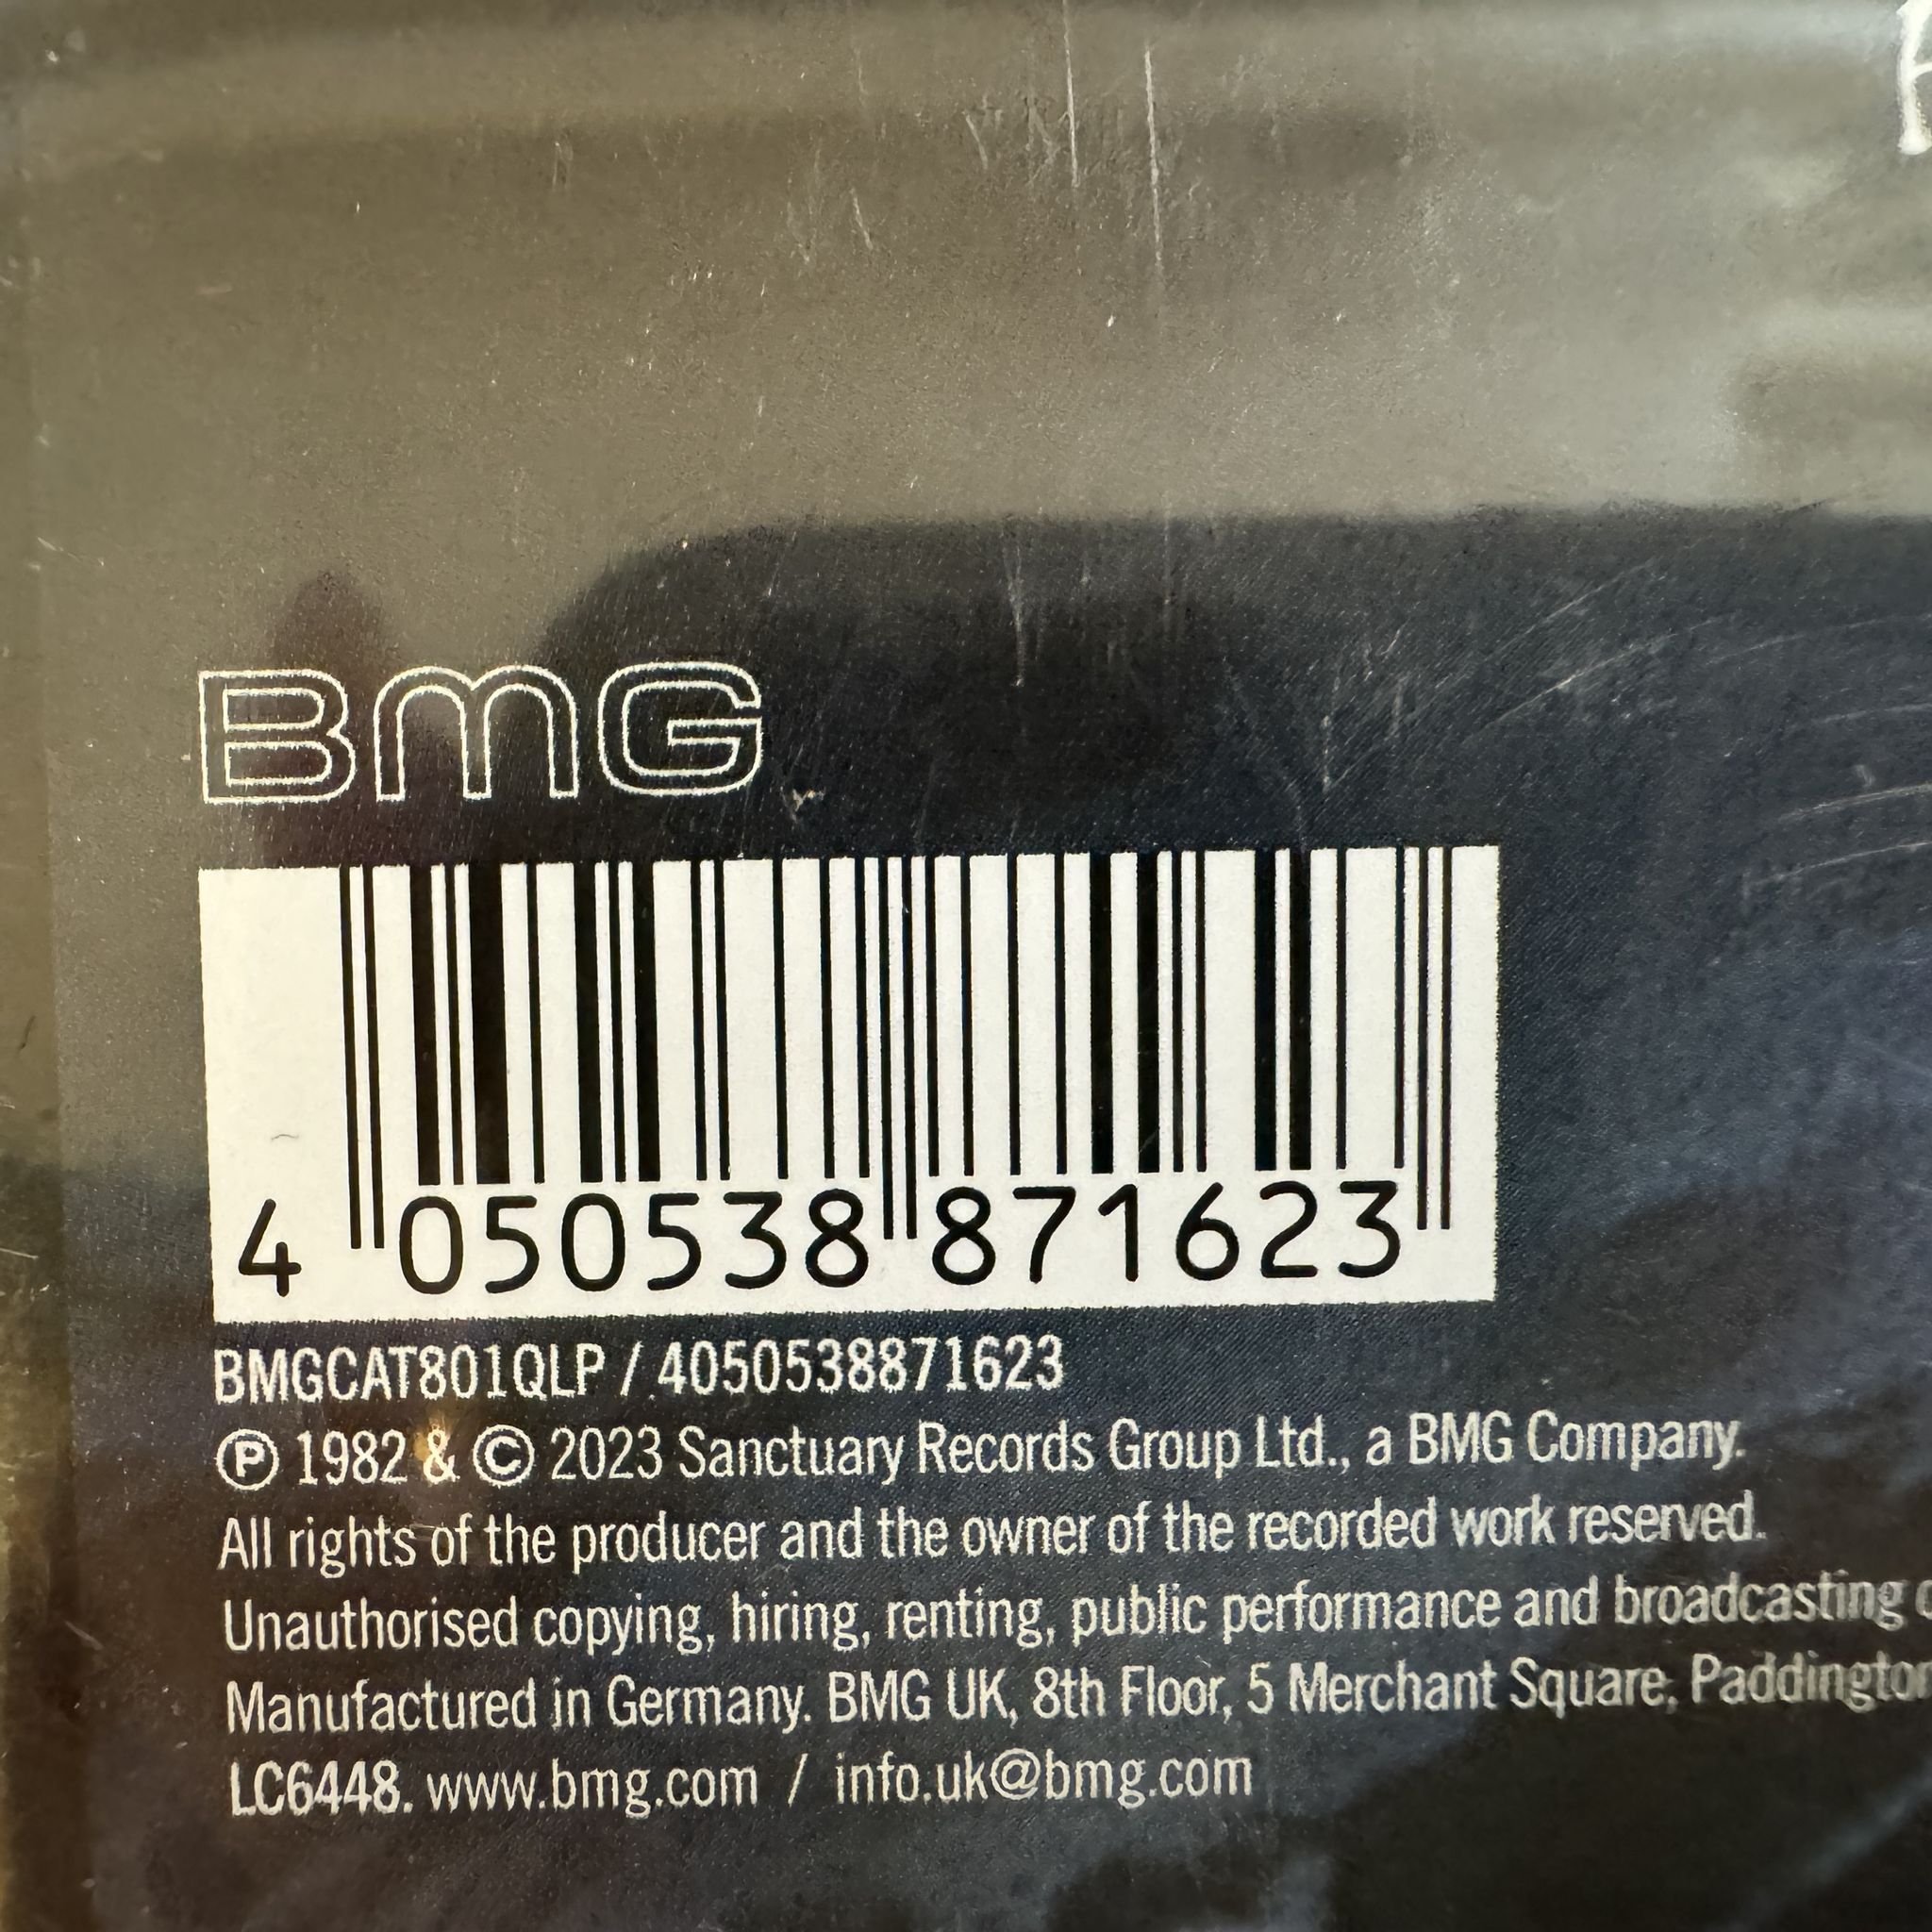 BMG
4 050538 871623
BMGCAT801QLP / 4050538871623
Ⓟ 1982 & © 2023 Sanctuary Records Group Ltd., a BMG Company.
All rights of the producer and the owner of the recorded work reserved.
Unauthorised copying, hiring, renting, public performance and broadcasting
Manufactured in Germany. BMG UK, 8th Floor, 5 Merchant Square, Paddington
LC6448. www.bmg.com / info.uk@bmg.com